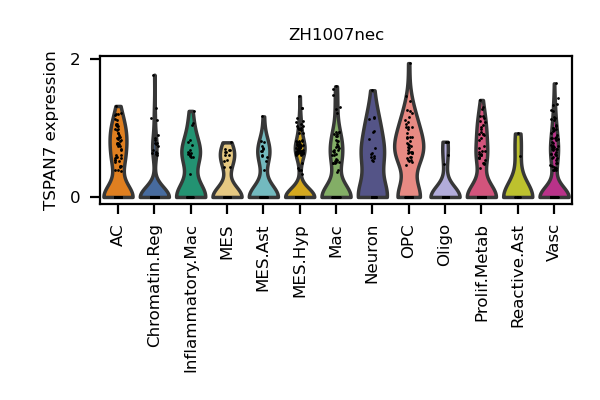 ZH1007nec
TSPAN7 expression
2
0
AC
Chromatin.Reg
Inflammatory.Mac
MES
MES.Ast
MES.Hyp
Mac
Neuron
OPC
Oligo
Prolif.Metab
Reactive.Ast
Vasc